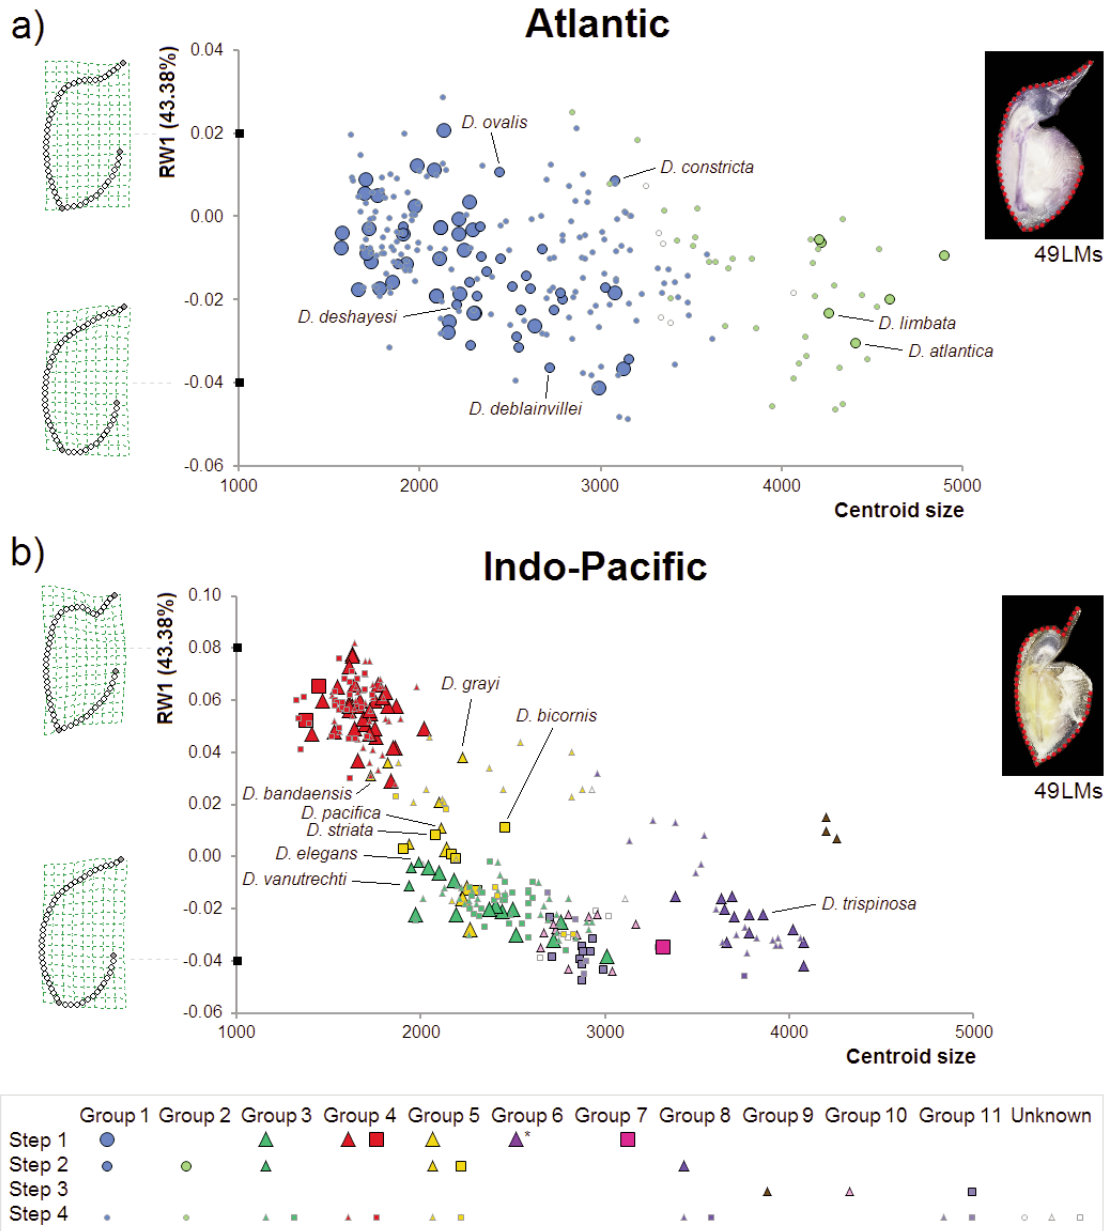 a)
Atlantic
RW1 (43.38%)
0.04
0.02
0.00
-0.02
-0.04
-0.06
1000
2000
3000
4000
5000
Centroid size
D. ovalis
D. constricta
D. deshayesi
D. limbata
D. atlantica
D. deblainvillei
49LMs
b)
Indo-Pacific
RW1 (43.38%)
0.10
0.08
0.06
0.04
0.02
0.00
-0.02
-0.04
-0.06
1000
2000
3000
4000
5000
Centroid size
D. grayi
D. bicornis
D. bandaensis
D. pacifica
D. striata
D. elegans
D. vanutrechti
D. trispinosa
49LMs
Group 1 Group 2 Group 3 Group 4 Group 5 Group 6 Group 7 Group 8 Group 9 Group 10 Group 11 Unknown
Step 1 *
Step 2
Step 3
Step 4